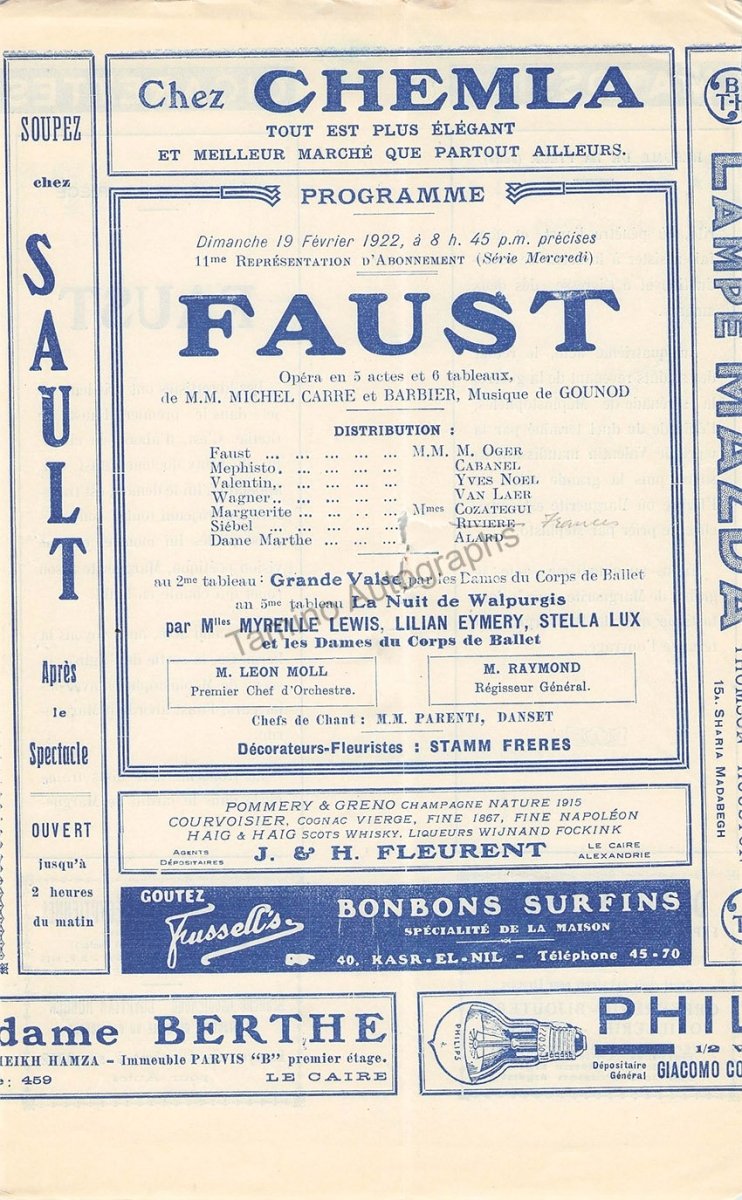 SOUPEZ
chez
SAULT
Après
le
Spectacle
OUVERT
jusqu'à
2 heures
du matin
Chez CHEMLA
TOUT EST PLUS ÉLÉGANT
ET MEILLEUR MARCHÉ QUE PARTOUT AILLEURS.
PROGRAMME
Dimanche 19 Février 1922, à 8 h. 45 p.m. précises
11me REPRÉSENTATION D'ABONNEMENT (Série Mercredi)
FAUST
Opéra en 5 actes et 6 tableaux,
de M.M. MICHEL CARRE ET BARBIER, Musique de GOUNOD
DISTRIBUTION :
Faust ... ... ... ... ... M.M. M. OGER
Mephisto. ... ... ... ... CABANEL
Valentin.. ... ... ... ... YVES NOEL
Wagner... ... ... ... ... VAN LAER
Marguerite ... ... ... ... Mmes COZATEGUI
Siébel ... ... ... ... ... RIVIERE Frances
Dame Marthe ... ... ... ALARD
au 2me tableau : Grande Valse, par les Dames du Corps de Ballet
an 5me tableau La Nuit de Walpurgis
par Mlles MYREILLE LEWIS, LILIAN EYMERY, STELLA LUX
et les Dames du Corps de Ballet
M. LEON MOLL
Premier Chef d'Orchestre.
M. RAYMOND
Régisseur Général.
Chefs de Chant : M.M. PARENTI, DANSET
Décorateurs-Fleuristes : STAMM FRERES
Tamino Autographs
POMMERY & GRENO CHAMPAGNE NATURE 1915
COURVOISIER, COGNAC VIERGE, FINE 1867, FINE NAPOLÉON
HAIG & HAIG SCOTS WHISKY, LIQUEURS WIJNAND FOCKINK
AGENTS
DÉPOSITAIRES
J. & H. FLEURENT
LE CAIRE
ALEXANDRIE
GOUTEZ
Frussell's
BONBONS SURFINS
SPÉCIALITÉ DE LA MAISON
40, KASR-EL-NIL - Téléphone 45-70
LAMPE MAZDA
15A. SHARIA MADABEGH
dame BERTHE
HEIKH HAMZA - Immeuble PARVIS "B" premier étage.
: 459 LE CAIRE
PHILIPS
PHIL
1/2
Dépositaire
Général
GIACOMO CO